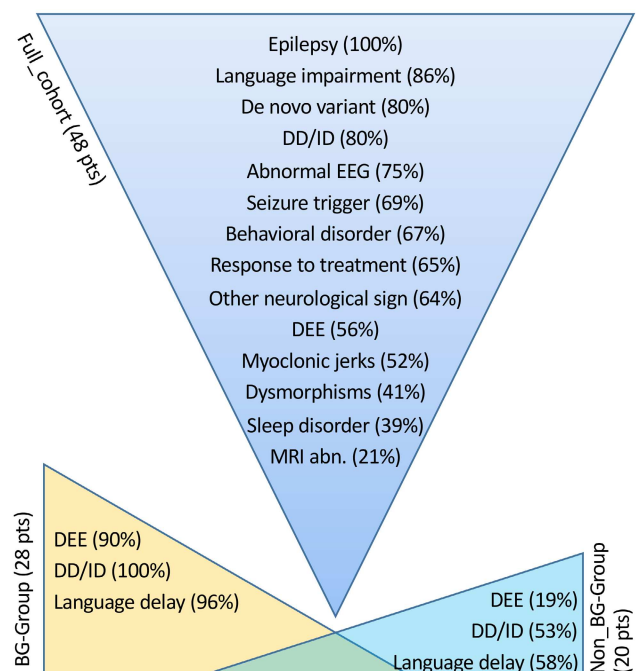 Full_cohort (48 pts)
Epilepsy (100%)
Language impairment (86%)
De novo variant (80%)
DD/ID (80%)
Abnormal EEG (75%)
Seizure trigger (69%)
Behavioral disorder (67%)
Response to treatment (65%)
Other neurological sign (64%)
DEE (56%)
Myoclonic jerks (52%)
Dysmorphisms (41%)
Sleep disorder (39%)
MRI abn. (21%)
BG-Group (28 pts)
DEE (90%)
DD/ID (100%)
Language delay (96%)
Non_BG-Group
(20 pts)
DEE (19%)
DD/ID (53%)
Language delay (58%)